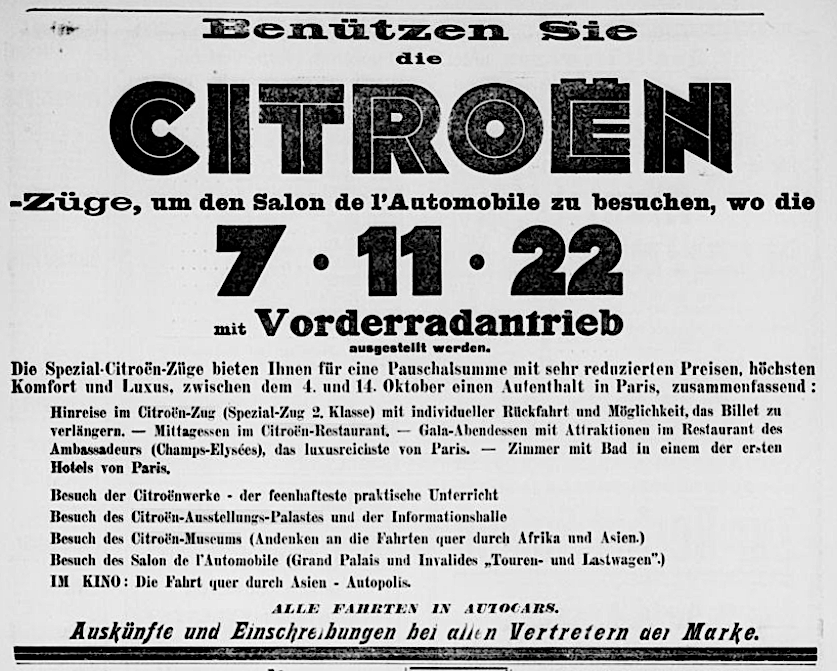 Benützen Sie
die
CITROËN
-Züge, um den Salon de l'Automobile zu besuchen, wo die
7 · 11 · 22
mit Vorderradantrieb
ausgestellt werden.
Die Spezial-Citroën-Züge bieten Ihnen für eine Pauschalsumme mit sehr reduzierten Preisen, höchsten
Komfort und Luxus, zwischen dem 4. und 14. Oktober einen Aufenthalt in Paris, zusammenfassend :
Hinreise im Citroën-Zug (Spezial-Zug 2. Klasse) mit individueller Rückfahrt und Möglichkeit, das Billet zu
verlängern. — Mittagessen im Citroën-Restaurant. — Gala-Abendessen mit Attraktionen im Restaurant des
Ambassadeurs (Champs-Elysées), das luxusreichste von Paris. — Zimmer mit Bad in einem der ersten
Hotels von Paris.
Besuch der Citroënwerke - der feenhafteste praktische Unterricht
Besuch des Citroën-Ausstellungs-Palastes und der Informationshalle
Besuch des Citroën-Museums (Andenken an die Fahrten quer durch Afrika und Asien.)
Besuch des Salon de l'Automobile (Grand Palais und Invalides „Touren- und Lastwagen".)
IM KINO: Die Fahrt quer durch Asien - Autopolis.
ALLE FAHRTEN IN AUTOCARS.
Auskünfte und Einschreibungen bei allen Vertretern der Marke.